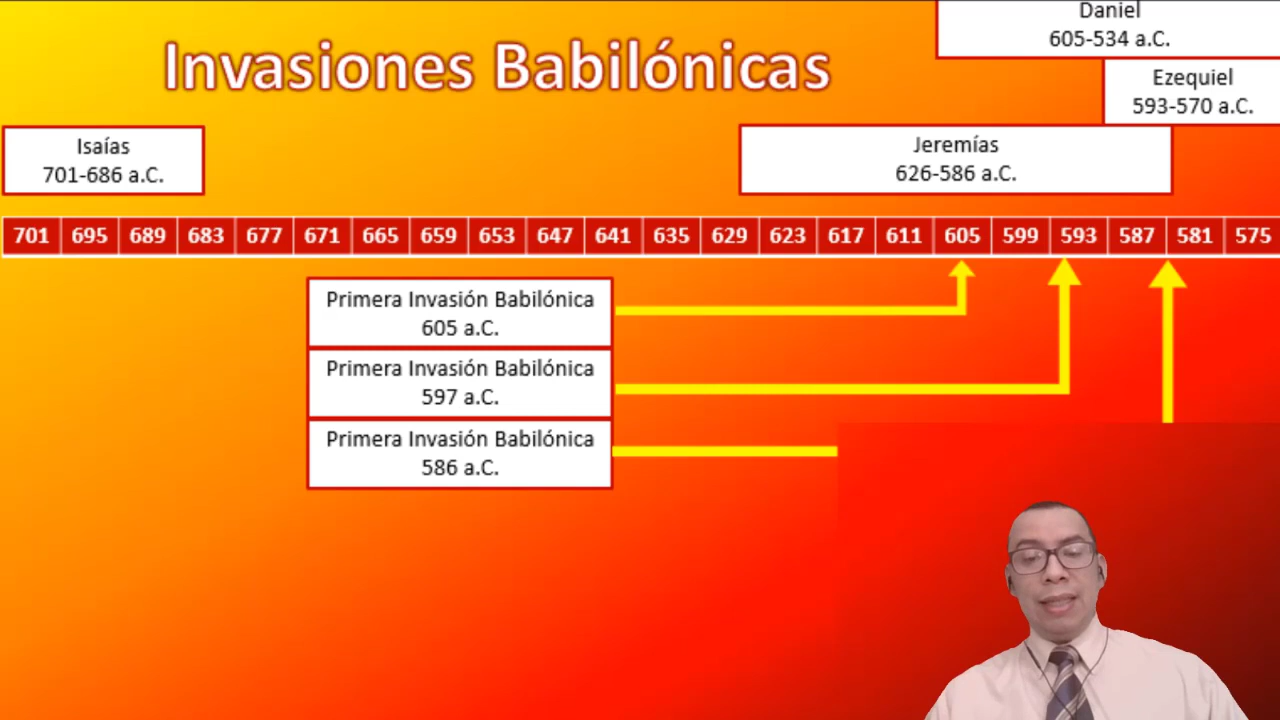 Daniel
605-534 a.C.
Invasiones Babilónicas
Ezequiel
593-570 a.C.
Isaías
701-686 a.C.
Jeremías
626-586 a.C.
701 695 689 683 677 671 665 659 653 647 641 635 629 623 617 611 605 599 593 587 581 575
Primera Invasión Babilónica
605 a.C.
Primera Invasión Babilónica
597 a.C.
Primera Invasión Babilónica
586 a.C.